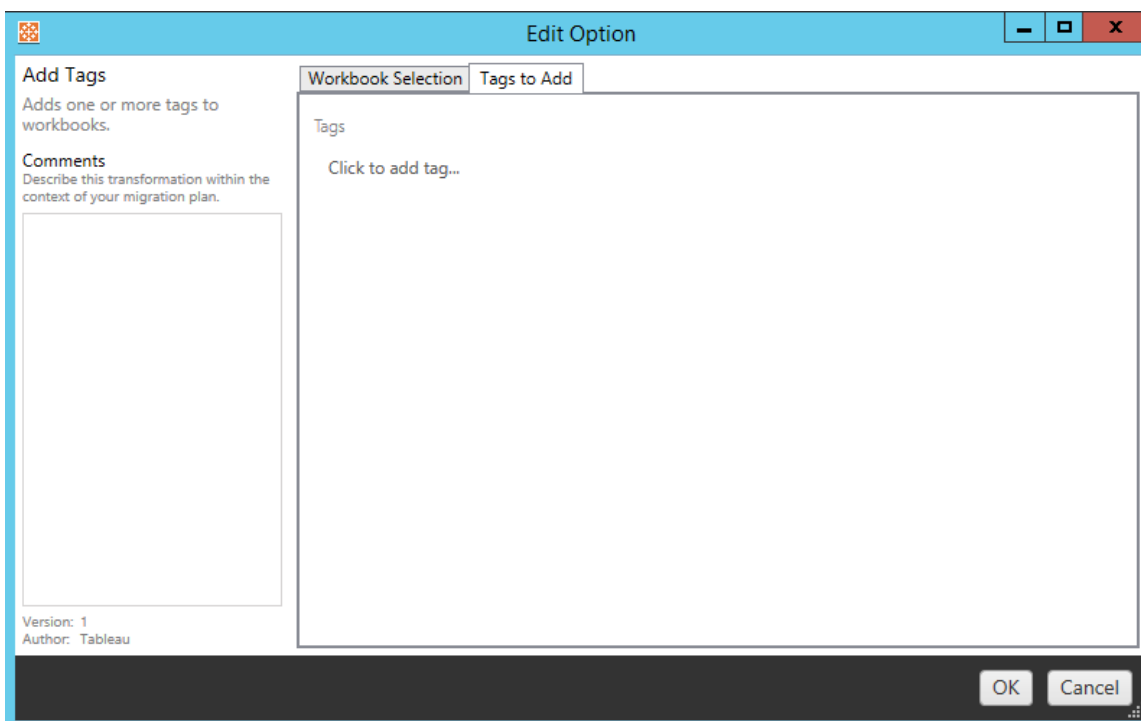 Edit Option
Add Tags
Adds one or more tags to
workbooks.
Comments
Describe this transformation within the
context of your migration plan.
Version: 1
Author: Tableau
Workbook Selection
Tags to Add
Tags
Click to add tag...
OK
Cancel